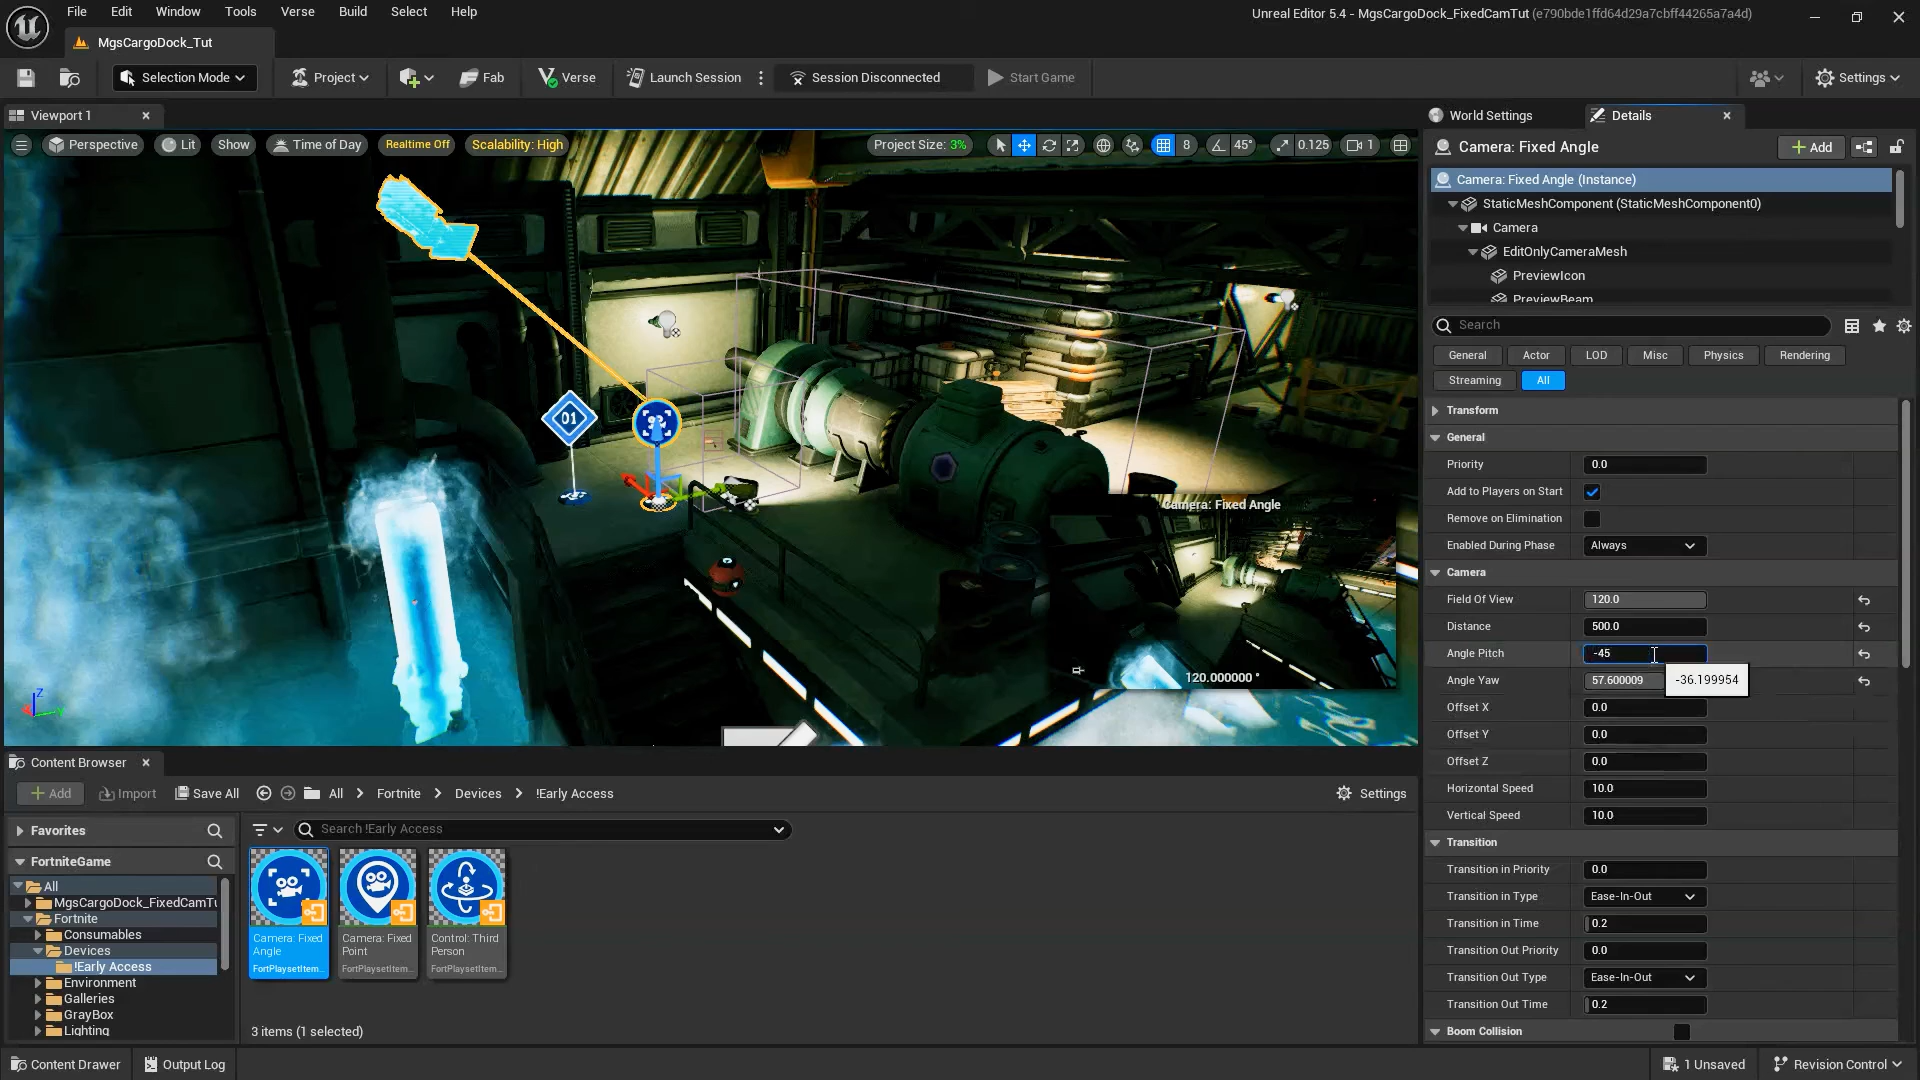 File Edit Window Tools Verse Build Select Help
Unreal Editor 5.4 - MgsCargoDock_FixedCamTut (e790bde1ffd64d29a7cbff44265a7a4d)
MgsCargoDock_Tut
Selection Mode Project Fab Verse Launch Session Session Disconnected Start Game Settings
Viewport 1
World Settings Details
Perspective Lit Show Time of Day Realtime Off Scalability: High Project Size: 3% 8 45° 0.125 1
Camera: Fixed Angle
Add
Camera: Fixed Angle (Instance)
StaticMeshComponent (StaticMeshComponent0)
Camera
EditOnlyCameraMesh
PreviewIcon
PreviewBeam
Search
General Actor LOD Misc Physics Rendering
Streaming All
Transform
General
Priority 0.0
Add to Players on Start
Remove on Elimination
Enabled During Phase Always
Camera
Field Of View 120.0
Distance 500.0
Angle Pitch -45
Angle Yaw 57.600009
-36.199954
Offset X 0.0
Offset Y 0.0
Offset Z 0.0
Horizontal Speed 10.0
Vertical Speed 10.0
Transition
Transition in Priority 0.0
Transition in Type Ease-In-Out
Transition in Time 0.2
Transition Out Priority 0.0
Transition Out Type Ease-In-Out
Transition Out Time 0.2
Boom Collision
01
Camera: Fixed Angle
120.000000 °
Z
Y
Content Browser
Add Import Save All All Fortnite Devices !Early Access Settings
Favorites
Search !Early Access
FortniteGame
All
MgsCargoDock_FixedCamTu
Fortnite
Consumables
Devices
!Early Access
Environment
Galleries
GrayBox
Lighting
Camera: Fixed Angle
FortPlaysetItem...
Camera: Fixed Point
FortPlaysetItem...
Control: Third Person
FortPlaysetItem...
3 items (1 selected)
Content Drawer Output Log 1 Unsaved Revision Control